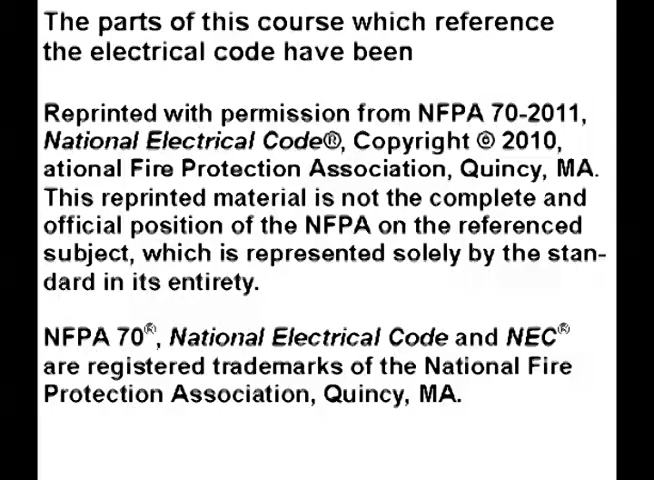 The parts of this course which reference
the electrical code have been
Reprinted with permission from NFPA 70-2011,
National Electrical Code®, Copyright © 2010,
ational Fire Protection Association, Quincy, MA.
This reprinted material is not the complete and
official position of the NFPA on the referenced
subject, which is represented solely by the stan-
dard in its entirety.
NFPA 70®, National Electrical Code and NEC®
are registered trademarks of the National Fire
Protection Association, Quincy, MA.